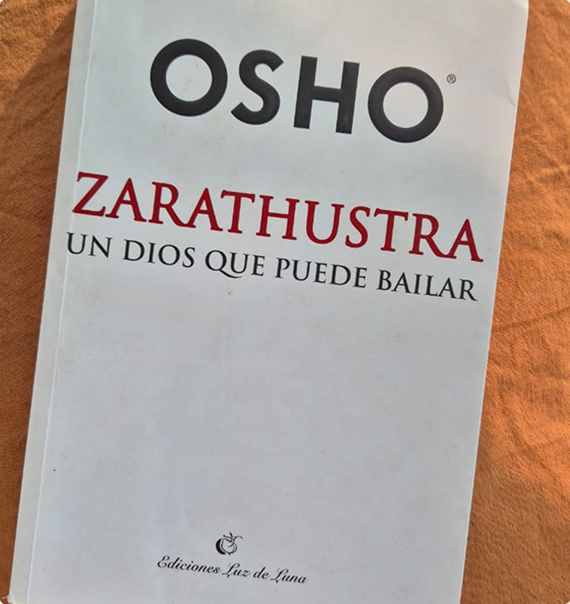 OSHO®
ZARATHUSTRA
UN DIOS QUE PUEDE BAILAR
Ediciones Luz de Luna